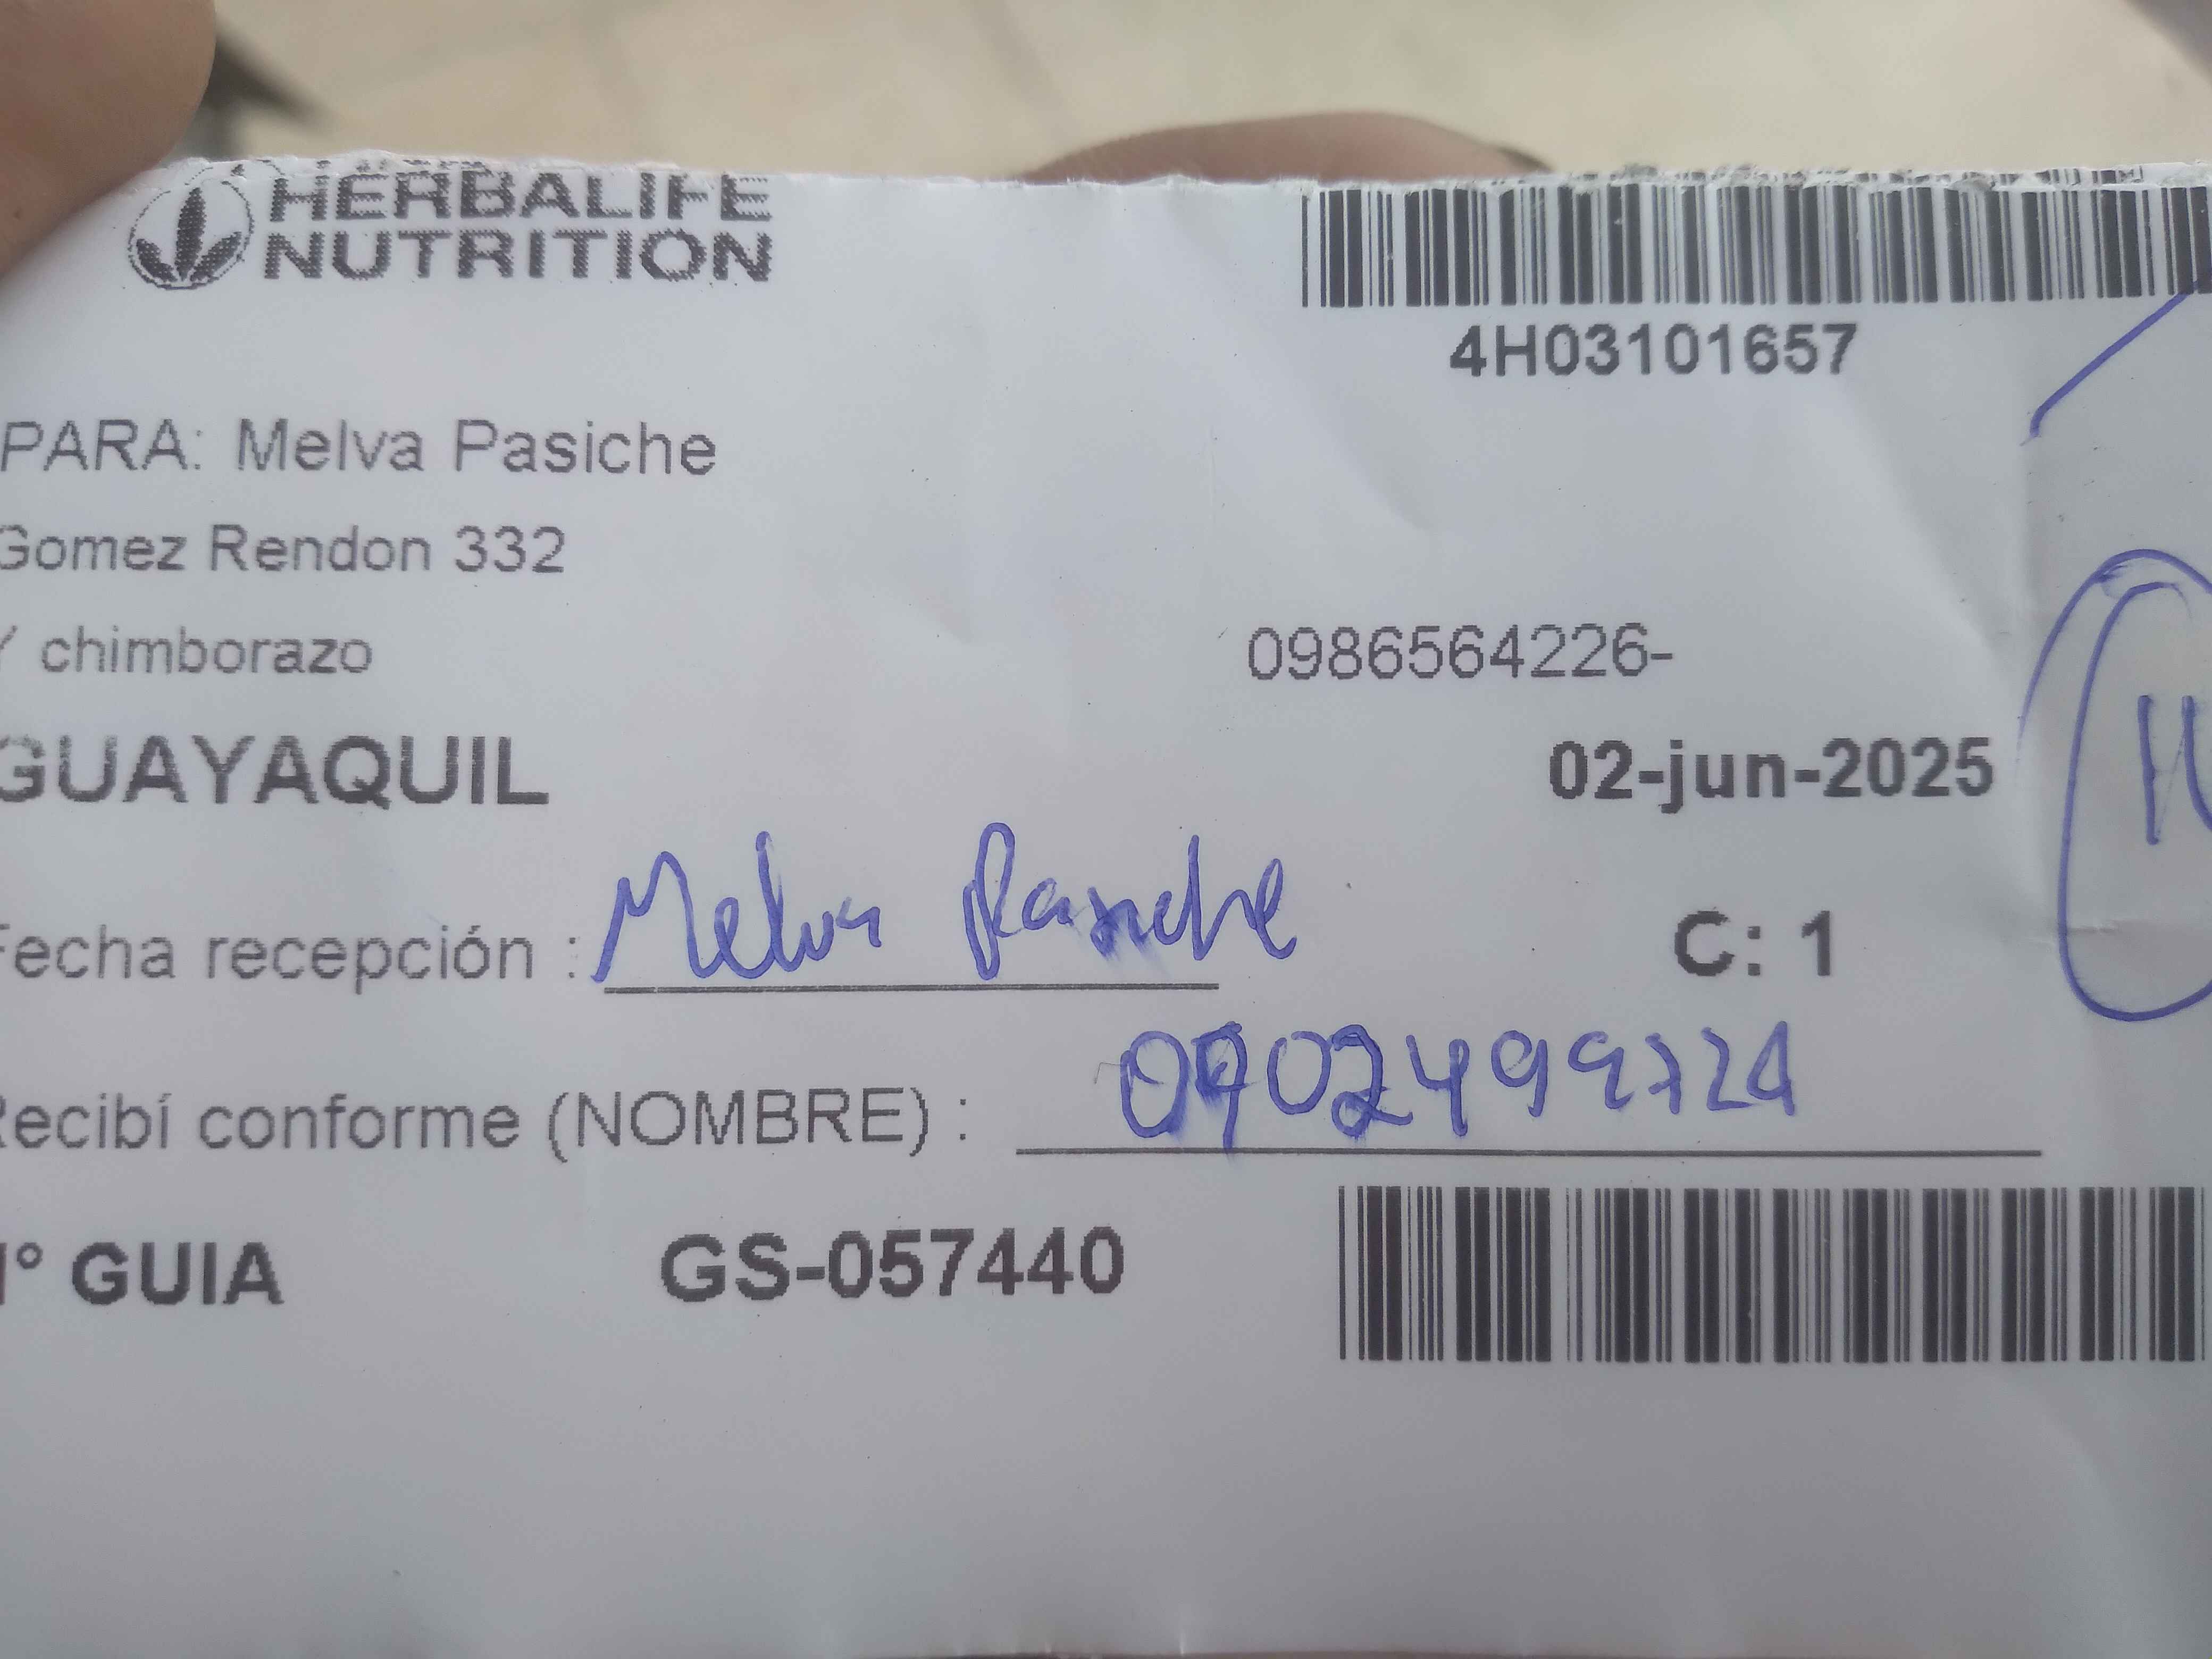 HERBALIFE
NUTRITION
4H03101657
PARA: Melva Pasiche
Gomez Rendon 332
Y chimborazo
0986564226-
GUAYAQUIL
02-jun-2025
Fecha recepción : Melva Pasiche
C: 1
Recibí conforme (NOMBRE) : 0902499724
N° GUIA GS-057440